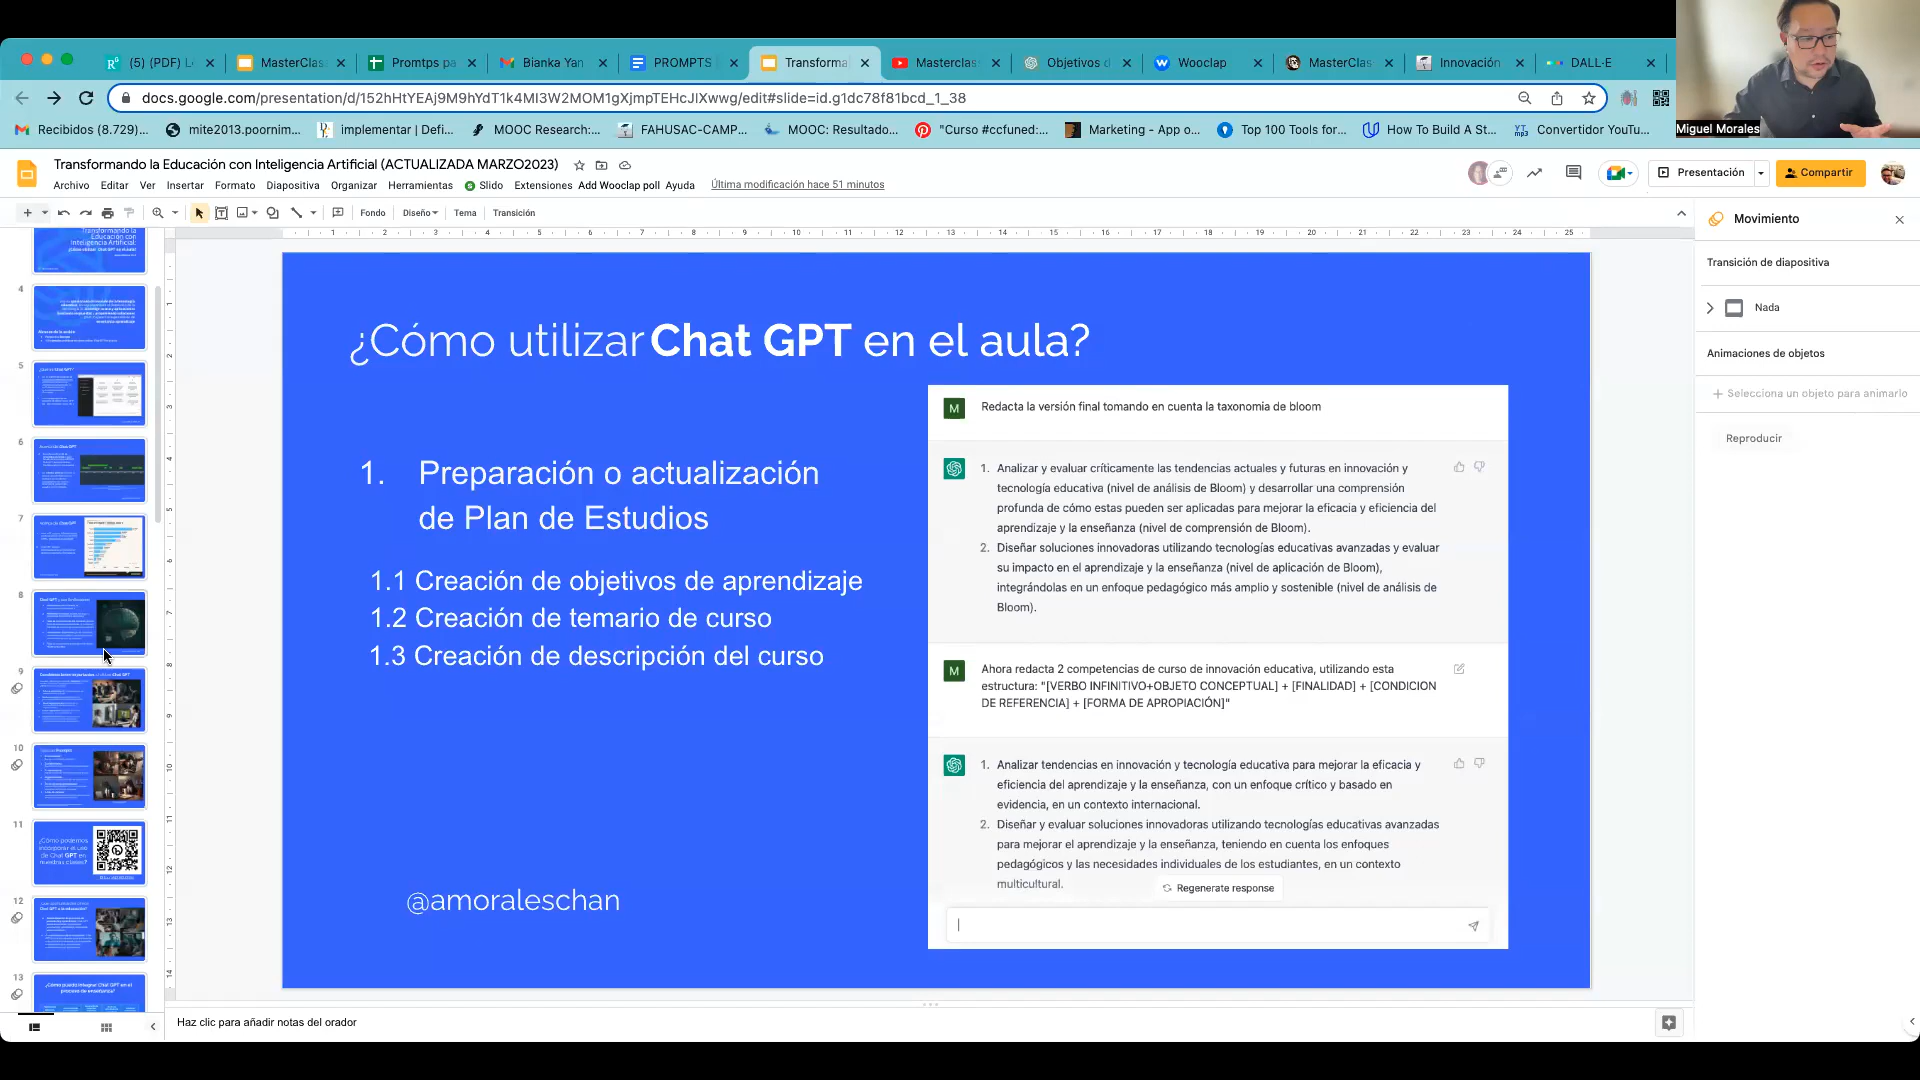 (5) (PDF) L
MasterClas
Promtps pa
Bianka Yan
PROMPTS
Transforma
Masterclas
Objetivos d
Wooclap
MasterClas
Innovación
DALL·E
docs.google.com/presentation/d/152hHtYEAj9M9hYdT1k4MI3W2MOM1gXjmpTEHcJIXwwg/edit#slide=id.g1dc78f81bcd_1_38
Recibidos (8.729)...
mite2013.poornim...
implementar | Defi...
MOOC Research:...
FAHUSAC-CAMP...
MOOC: Resultado...
"Curso #ccfuned:...
Marketing - App o...
Top 100 Tools for...
How To Build A St...
Convertidor YouTu...
Miguel Morales
Transformando la Educación con Inteligencia Artificial (ACTUALIZADA MARZO2023)
Archivo Editar Ver Insertar Formato Diapositiva Organizar Herramientas Slido Extensiones Add Wooclap poll Ayuda Última modificación hace 51 minutos
Presentación
Compartir
Fondo Diseño Tema Transición
Movimiento
Transición de diapositiva
Nada
Animaciones de objetos
Selecciona un objeto para animarlo
Reproducir
4
5
6
7
8
9
10
11
12
13
¿Cómo utilizar Chat GPT en el aula?
1. Preparación o actualización
de Plan de Estudios
1.1 Creación de objetivos de aprendizaje
1.2 Creación de temario de curso
1.3 Creación de descripción del curso
@amoraleschan
M
Redacta la versión final tomando en cuenta la taxonomia de bloom
1. Analizar y evaluar críticamente las tendencias actuales y futuras en innovación y
tecnología educativa (nivel de análisis de Bloom) y desarrollar una comprensión
profunda de cómo estas pueden ser aplicadas para mejorar la eficacia y eficiencia del
aprendizaje y la enseñanza (nivel de comprensión de Bloom).
2. Diseñar soluciones innovadoras utilizando tecnologías educativas avanzadas y evaluar
su impacto en el aprendizaje y la enseñanza (nivel de aplicación de Bloom),
integrándolas en un enfoque pedagógico más amplio y sostenible (nivel de análisis de
Bloom).
M
Ahora redacta 2 competencias de curso de innovación educativa, utilizando esta
estructura: "[VERBO INFINITIVO+OBJETO CONCEPTUAL] + [FINALIDAD] + [CONDICION
DE REFERENCIA] + [FORMA DE APROPIACIÓN]"
1. Analizar tendencias en innovación y tecnología educativa para mejorar la eficacia y
eficiencia del aprendizaje y la enseñanza, con un enfoque crítico y basado en
evidencia, en un contexto internacional.
2. Diseñar y evaluar soluciones innovadoras utilizando tecnologías educativas avanzadas
para mejorar el aprendizaje y la enseñanza, teniendo en cuenta los enfoques
pedagógicos y las necesidades individuales de los estudiantes, en un contexto
multicultural.
Regenerate response
Haz clic para añadir notas del orador